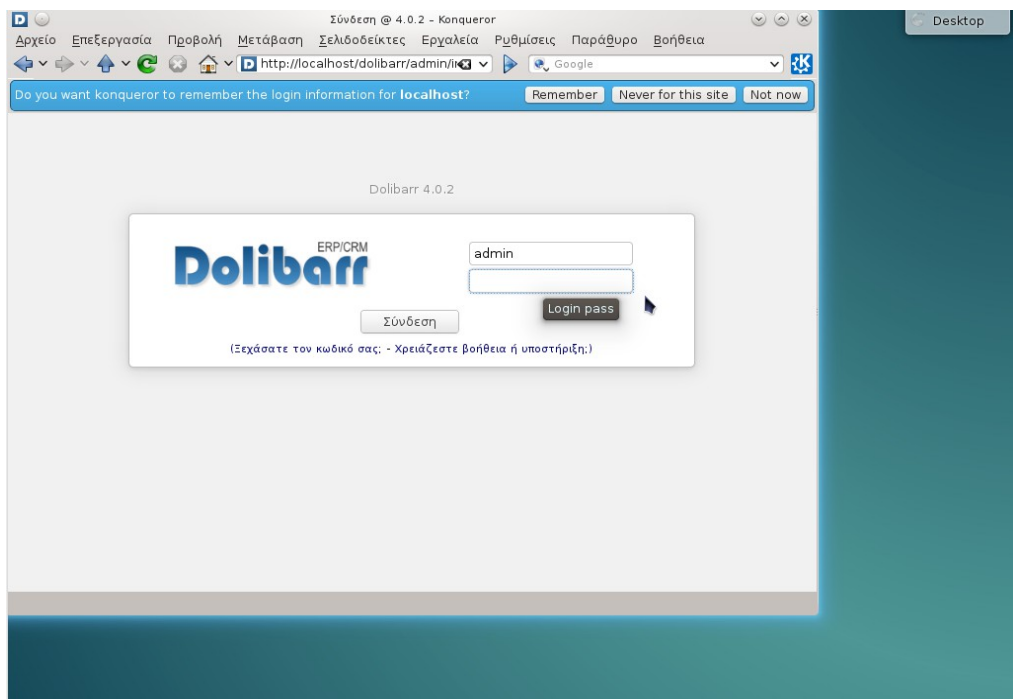 Σύνδεση @ 4.0.2 – Konqueror
Desktop
Αρχείο Επεξεργασία Προβολή Μετάβαση Σελιδοδείκτες Εργαλεία Ρυθμίσεις Παράθυρο Βοήθεια
http://localhost/dolibarr/admin/i
Google
Do you want konqueror to remember the login information for localhost? Remember Never for this site Not now
Dolibarr 4.0.2
Dolibarr ERP/CRM
admin
Login pass
Σύνδεση
(Ξεχάσατε τον κωδικό σας; - Χρειάζεστε βοήθεια ή υποστήριξη;)